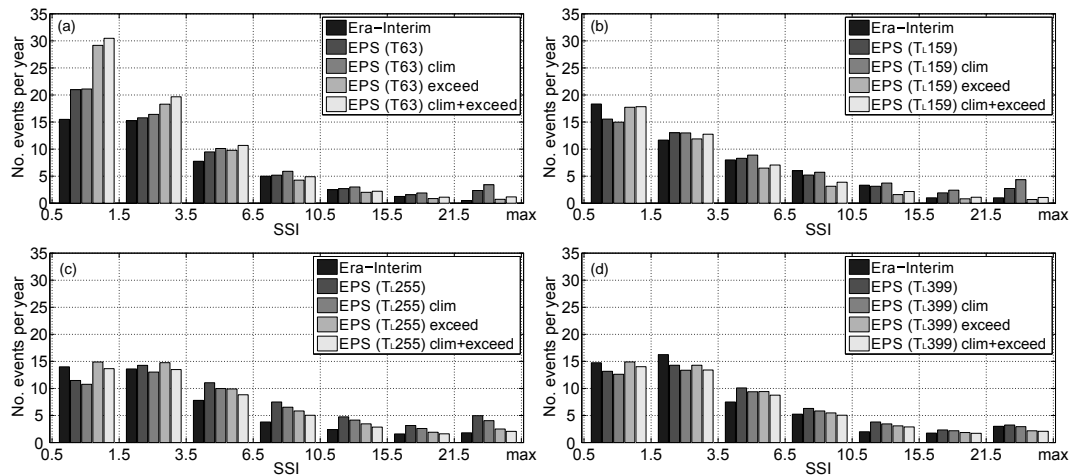 (a)
Era−Interim
EPS (T63)
EPS (T63) clim
EPS (T63) exceed
EPS (T63) clim+exceed
No. events per year
35
30
25
20
15
10
5
0
0.5 1.5 3.5 6.5 10.5 15.5 21.5 max
SSI
(b)
Era−Interim
EPS (TL159)
EPS (TL159) clim
EPS (TL159) exceed
EPS (TL159) clim+exceed
No. events per year
35
30
25
20
15
10
5
0
0.5 1.5 3.5 6.5 10.5 15.5 21.5 max
SSI
(c)
Era−Interim
EPS (TL255)
EPS (TL255) clim
EPS (TL255) exceed
EPS (TL255) clim+exceed
No. events per year
35
30
25
20
15
10
5
0
0.5 1.5 3.5 6.5 10.5 15.5 21.5 max
SSI
(d)
Era−Interim
EPS (TL399)
EPS (TL399) clim
EPS (TL399) exceed
EPS (TL399) clim+exceed
No. events per year
35
30
25
20
15
10
5
0
0.5 1.5 3.5 6.5 10.5 15.5 21.5 max
SSI